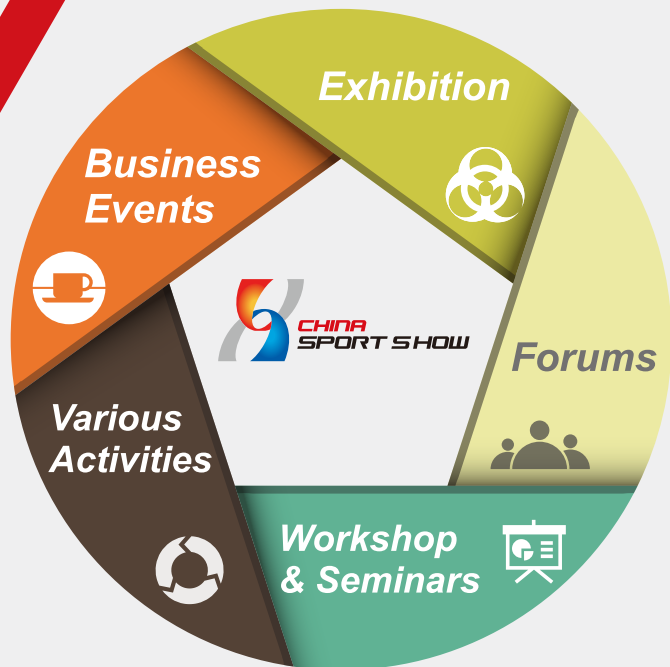 Exhibition
Business
Events
CHINA
SPORT SHOW
Forums
Various
Activities
Workshop
& Seminars